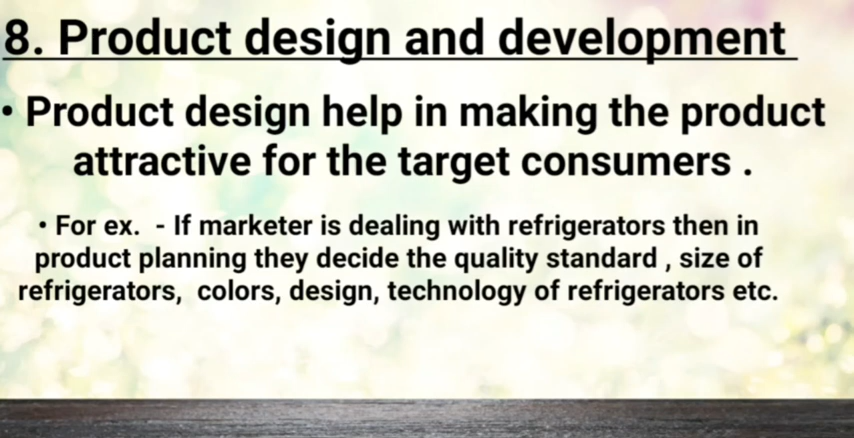 8. Product design and development
• Product design help in making the product
attractive for the target consumers .
• For ex.  - If marketer is dealing with refrigerators then in
product planning they decide the quality standard , size of
refrigerators,  colors, design, technology of refrigerators etc.